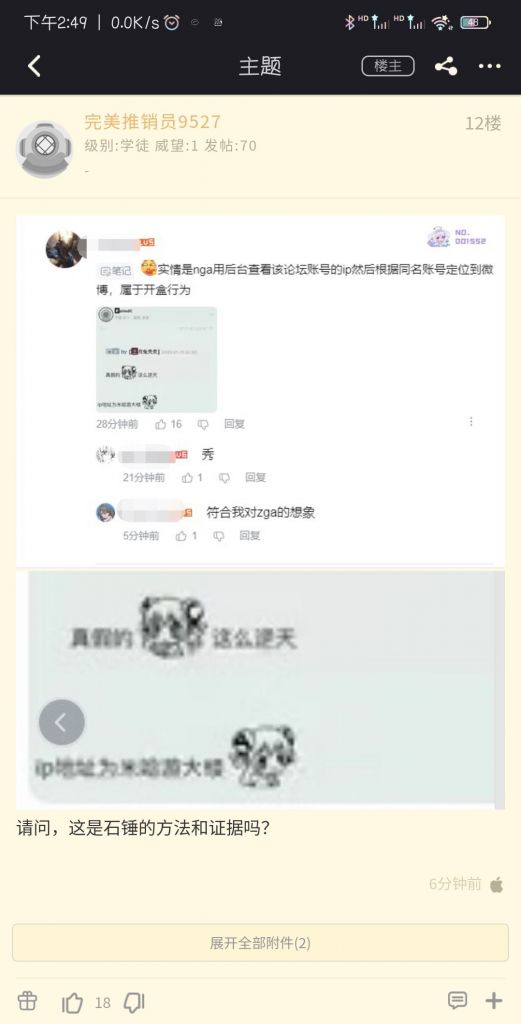 下午2:49 | 0.0K/s
HD HD 48
主题
楼主
完美推销员9527
12楼
级别:学徒 威望:1 发帖:70
-
NO.
001552
笔记 实情是nga用后台查看该论坛账号的ip然后根据同名账号定位到微
博，属于开盒行为
真假的 这么逆天
ip地址为米哈游大楼
28分钟前 16 回复
秀
21分钟前 1 回复
符合我对zga的想象
5分钟前 1 回复
真假的 这么逆天
ip地址为米哈游大楼
请问，这是石锤的方法和证据吗？
6分钟前
展开全部附件(2)
18